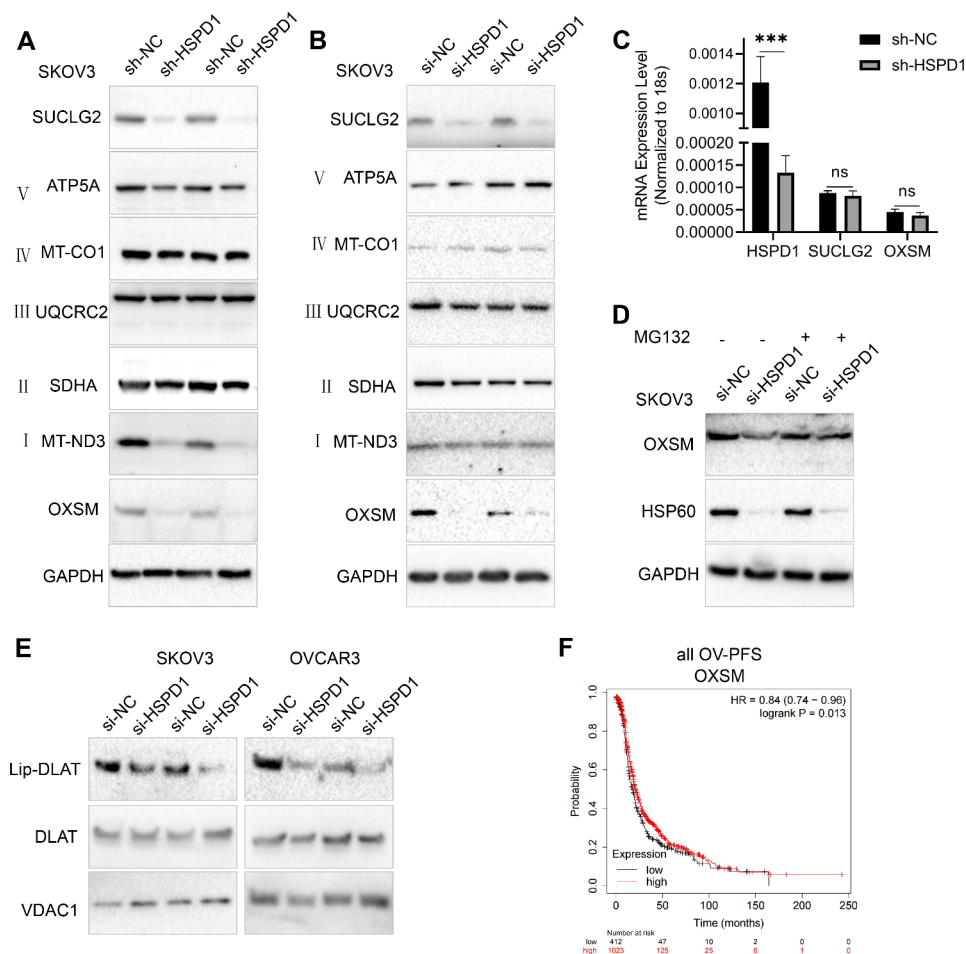 A
sh-NC
sh-HSPD1
sh-NC
sh-HSPD1
SKOV3
SUCLG2
V ATP5A
IV MT-CO1
III UQCRC2
II SDHA
I MT-ND3
OXSM
GAPDH
B
si-NC
si-HSPD1
si-NC
si-HSPD1
SKOV3
SUCLG2
V ATP5A
IV MT-CO1
III UQCRC2
II SDHA
I MT-ND3
OXSM
GAPDH
C
mRNA Expression Level
(Normalized to 18s)
0.0014
0.0012
0.0010
0.00020
0.00015
0.00010
0.00005
0.00000
***
ns
ns
HSPD1 SUCLG2 OXSM
sh-NC
sh-HSPD1
D
MG132 - - + +
si-NC
si-HSPD1
si-NC
si-HSPD1
SKOV3
OXSM
HSP60
GAPDH
E
SKOV3 OVCAR3
si-NC
si-HSPD1
si-NC
si-HSPD1
si-NC
si-HSPD1
si-NC
si-HSPD1
Lip-DLAT
DLAT
VDAC1
F
all OV-PFS
OXSM
HR = 0.84 (0.74 − 0.96)
logrank P = 0.013
Probability
1.0
0.8
0.6
0.4
0.2
0.0
Expression
low
high
0 50 100 150 200 250
Time (months)
Number at risk
low 412 47 10 2 0 0
high 1023 125 25 6 1 0